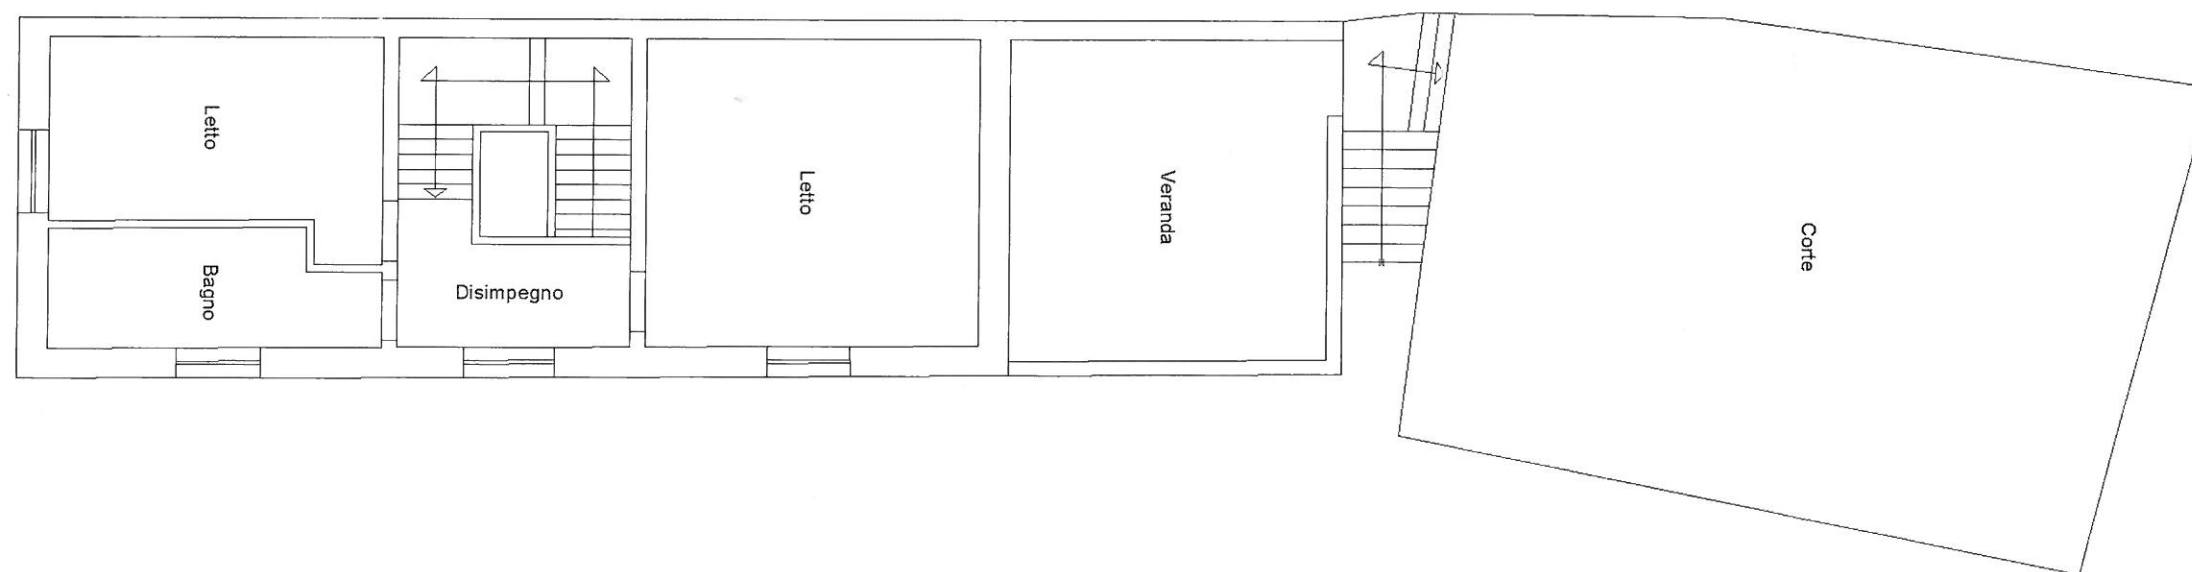 Letto
Bagno
Disimpegno
Letto
Veranda
Corte